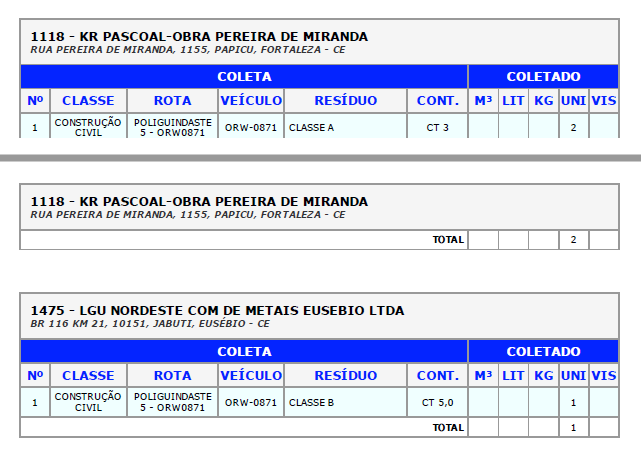 1118 - KR PASCOAL-OBRA PEREIRA DE MIRANDA
RUA PEREIRA DE MIRANDA, 1155, PAPICU, FORTALEZA - CE
COLETA COLETADO
Nº CLASSE ROTA VEÍCULO RESÍDUO CONT. M³ LIT KG UNI VIS
1 CONSTRUÇÃO CIVIL POLIGUINDASTE 5 - ORW0871 ORW-0871 CLASSE A CT 3 2
1118 - KR PASCOAL-OBRA PEREIRA DE MIRANDA
RUA PEREIRA DE MIRANDA, 1155, PAPICU, FORTALEZA - CE
TOTAL 2
1475 - LGU NORDESTE COM DE METAIS EUSEBIO LTDA
BR 116 KM 21, 10151, JABUTI, EUSÉBIO - CE
COLETA COLETADO
Nº CLASSE ROTA VEÍCULO RESÍDUO CONT. M³ LIT KG UNI VIS
1 CONSTRUÇÃO CIVIL POLIGUINDASTE 5 - ORW0871 ORW-0871 CLASSE B CT 5,0 1
TOTAL 1